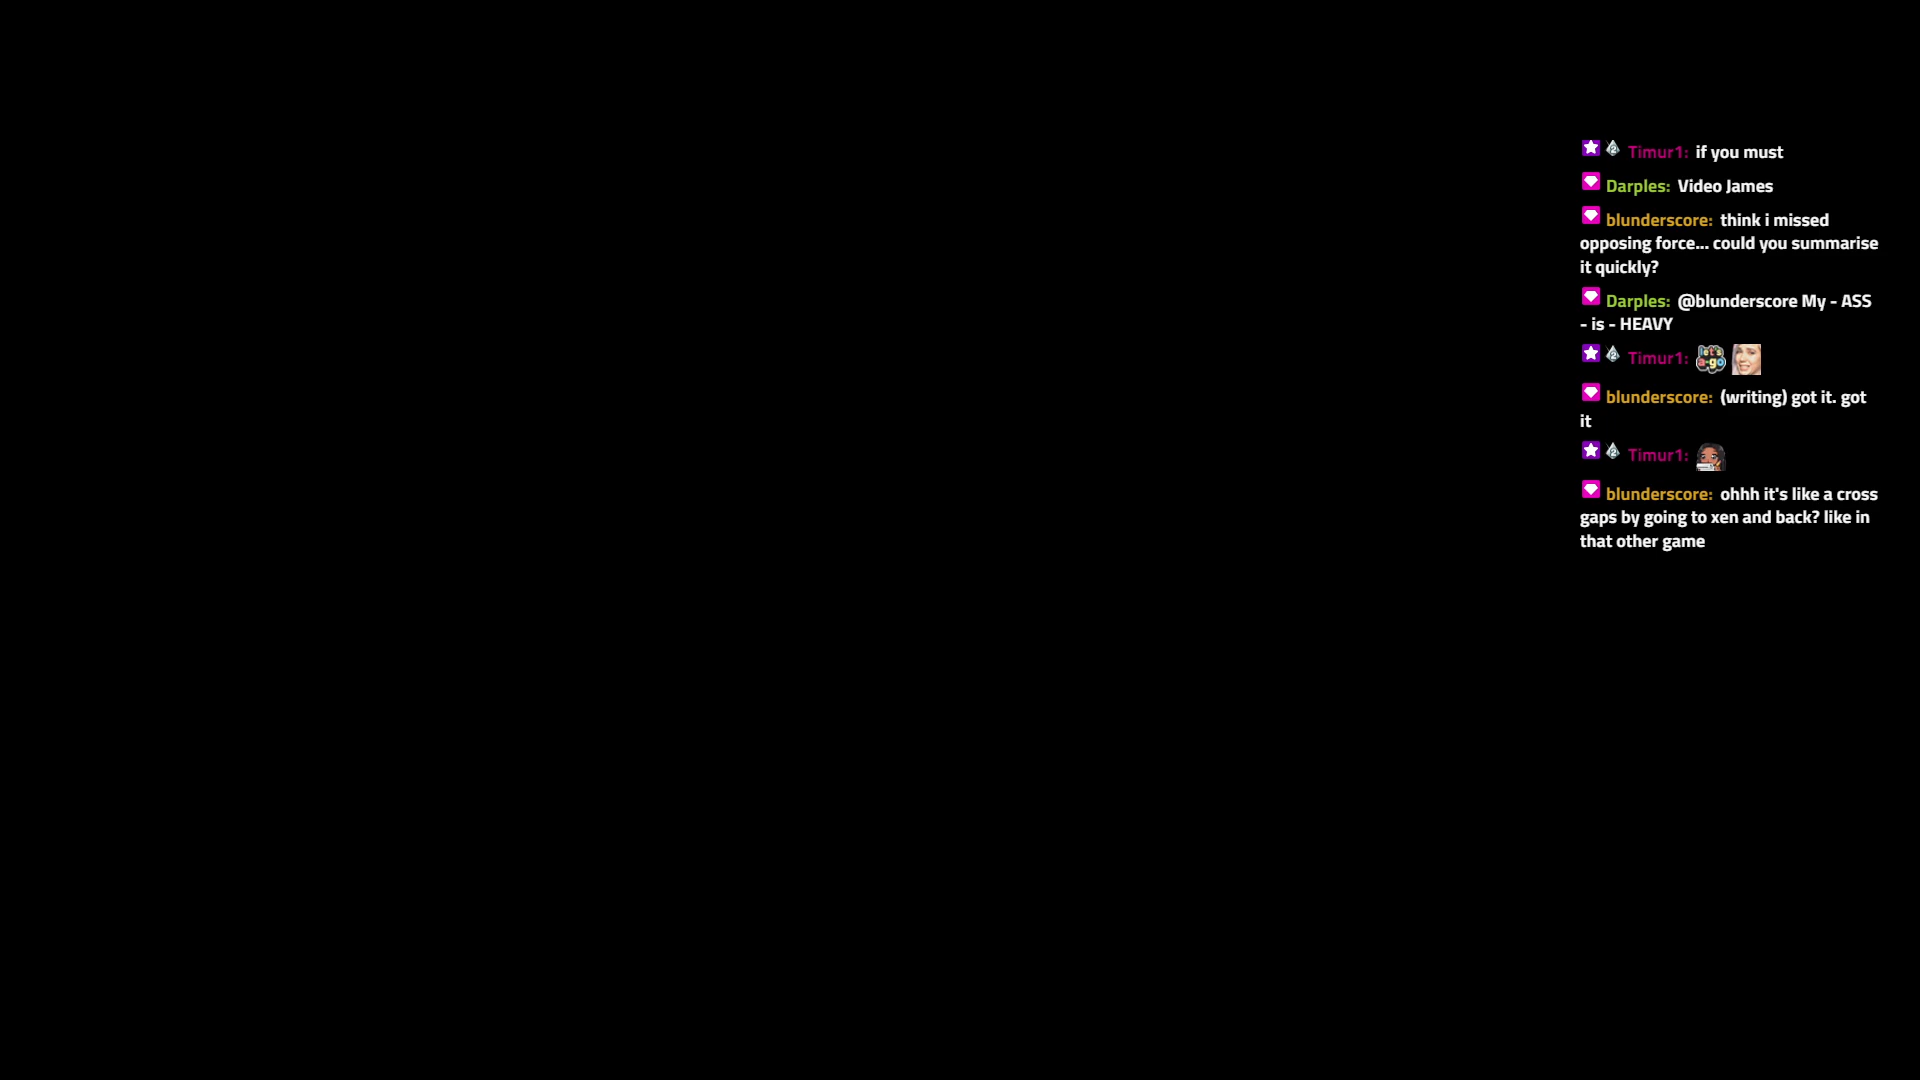 Timur1: if you must
Darples: Video James
blunderscore: think i missed
opposing force... could you summarise
it quickly?
Darples: @blunderscore My - ASS
- is - HEAVY
Timur1: let's a-go
blunderscore: (writing) got it. got
it
Timur1:
blunderscore: ohhh it's like a cross
gaps by going to xen and back? like in
that other game